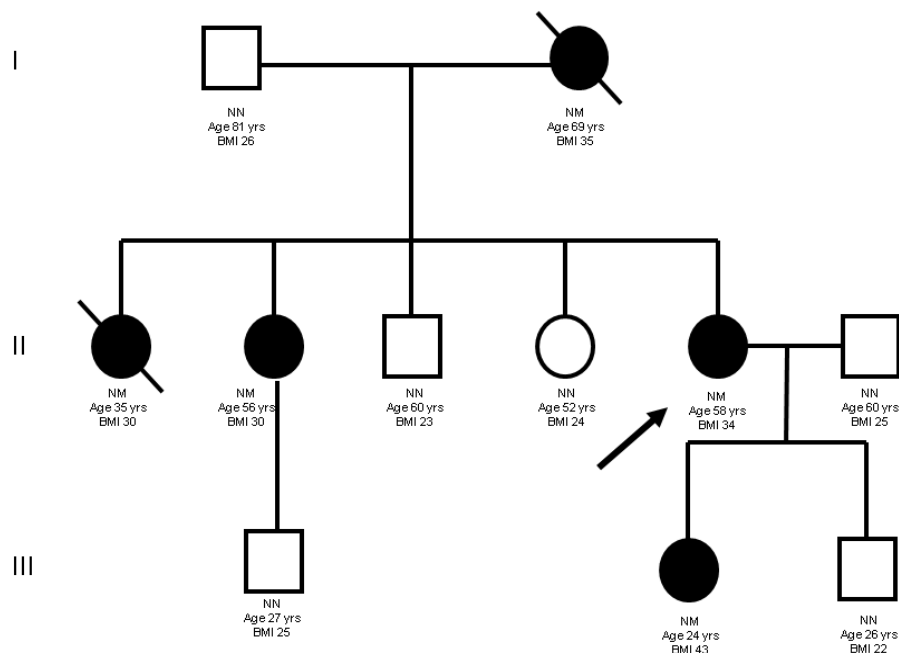 I
NN
Age 81 yrs
BMI 26
NM
Age 69 yrs
BMI 35
II
NM
Age 35 yrs
BMI 30
NM
Age 56 yrs
BMI 30
NN
Age 60 yrs
BMI 23
NN
Age 52 yrs
BMI 24
NM
Age 58 yrs
BMI 34
NN
Age 60 yrs
BMI 25
III
NN
Age 27 yrs
BMI 25
NM
Age 24 yrs
BMI 43
NN
Age 26 yrs
BMI 22